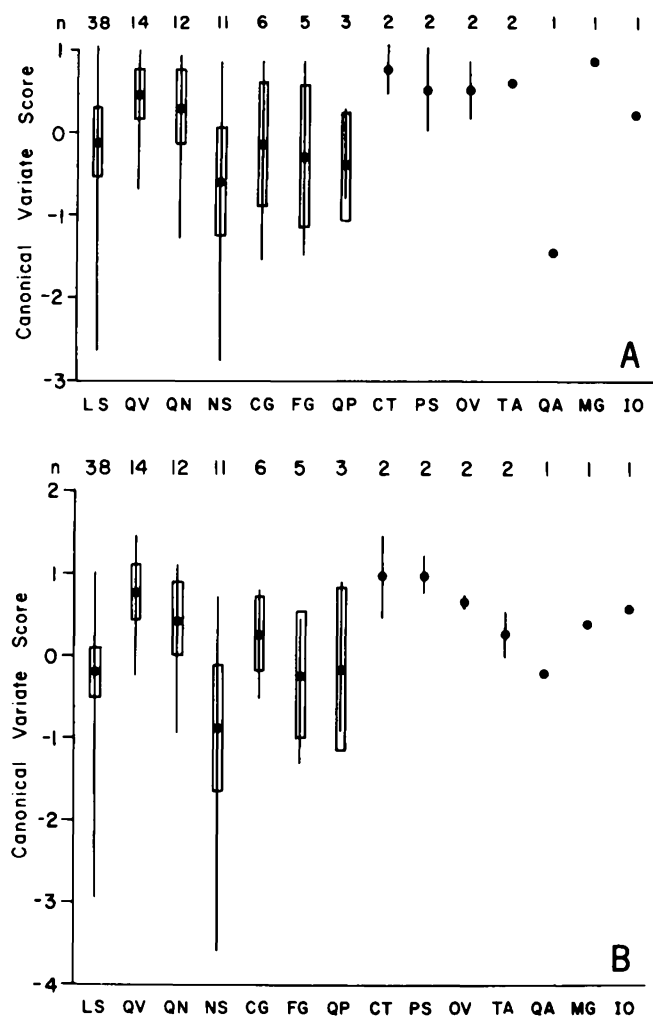 n 38 14 12 11 6 5 3 2 2 2 2 1 1 1
Canonical Variate Score
1
0
-1
-2
-3
A
LS QV QN NS CG FG QP CT PS OV TA QA MG IO
n 38 14 12 11 6 5 3 2 2 2 2 1 1 1
Canonical Variate Score
2
1
0
-1
-2
-3
-4
B
LS QV QN NS CG FG QP CT PS OV TA QA MG IO